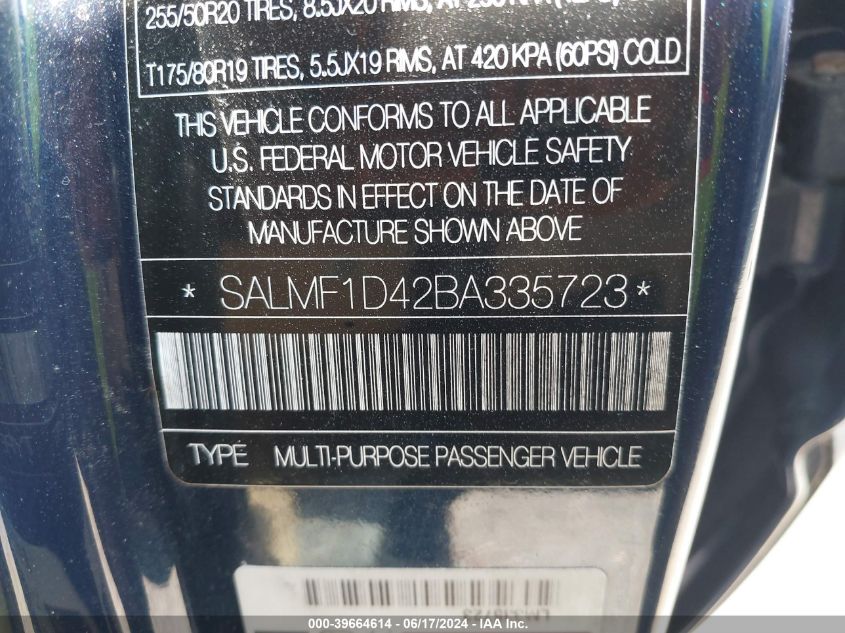 255/50R20 TIRES, 8.5JX20 RIMS, AT
T175/80R19 TIRES, 5.5JX19 RIMS, AT 420 KPA (60PSI) COLD
THIS VEHICLE CONFORMS TO ALL APPLICABLE
U.S. FEDERAL MOTOR VEHICLE SAFETY
STANDARDS IN EFFECT ON THE DATE OF
MANUFACTURE SHOWN ABOVE
* SALMF1D42BA335723 *
TYPE MULTI-PURPOSE PASSENGER VEHICLE
000-39664614 - 06/17/2024 - IAA Inc.